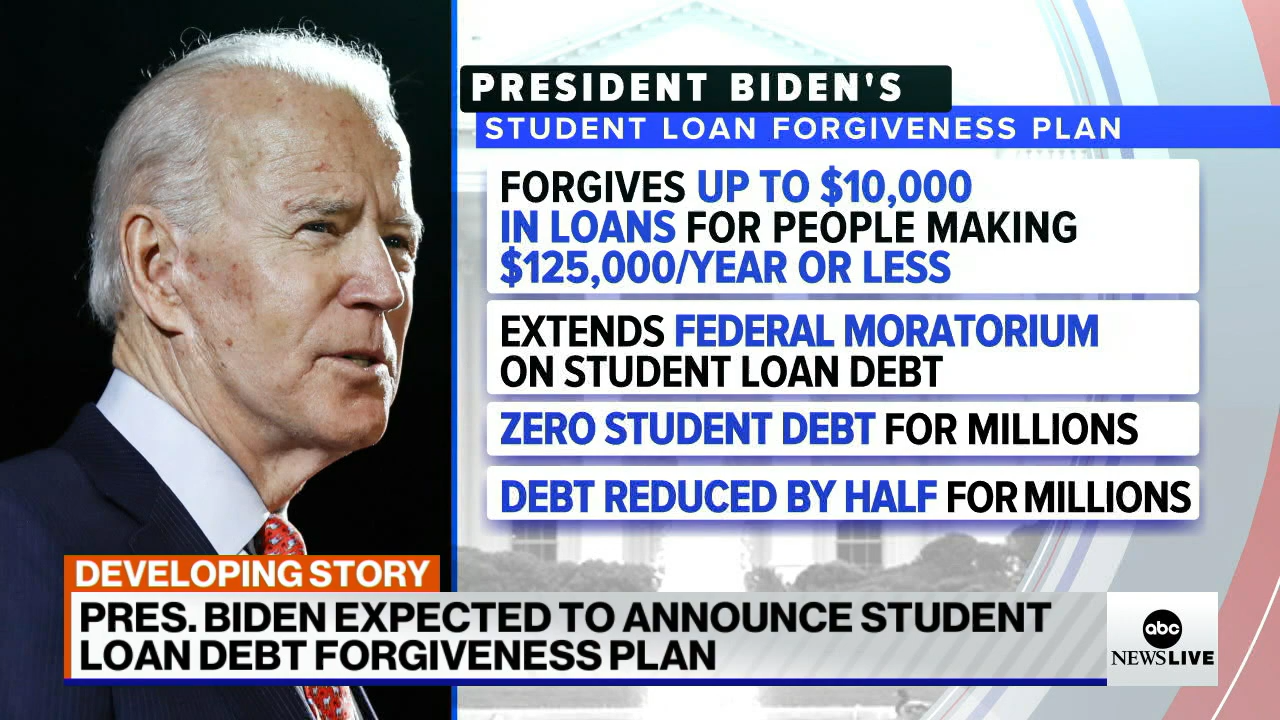 PRESIDENT BIDEN'S
STUDENT LOAN FORGIVENESS PLAN
FORGIVES UP TO $10,000
IN LOANS FOR PEOPLE MAKING
$125,000/YEAR OR LESS
EXTENDS FEDERAL MORATORIUM
ON STUDENT LOAN DEBT
ZERO STUDENT DEBT FOR MILLIONS
DEBT REDUCED BY HALF FOR MILLIONS
DEVELOPING STORY
PRES. BIDEN EXPECTED TO ANNOUNCE STUDENT
LOAN DEBT FORGIVENESS PLAN
abc
NEWSLIVE